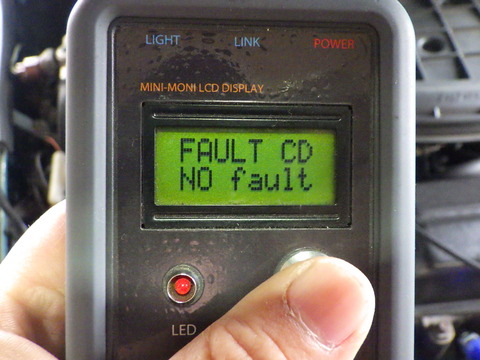 LIGHT LINK POWER
MINI-MONI LCD DISPLAY
FAULT CD
NO fault
LED